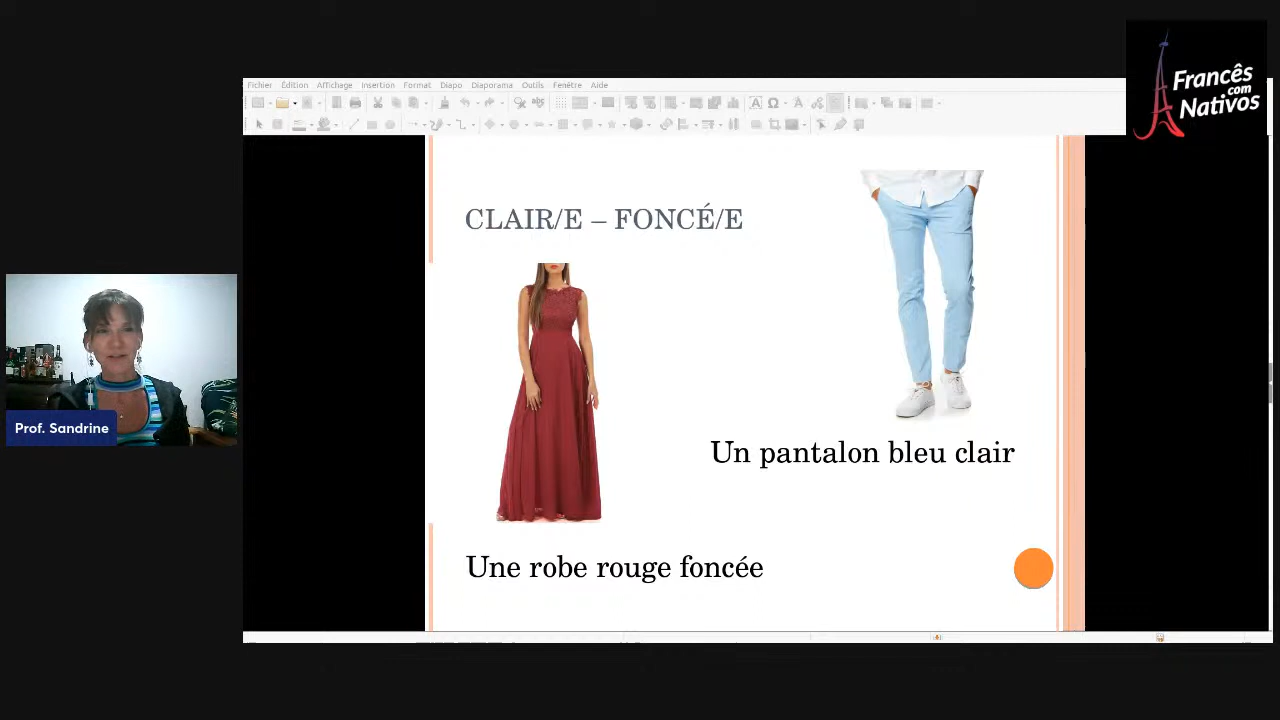 Francês
com
Nativos
Fichier Édition Affichage Insertion Format Diapo Diaporama Outils Fenêtre Aide
CLAIR/E – FONCÉ/E
Un pantalon bleu clair
Une robe rouge foncée
Prof. Sandrine